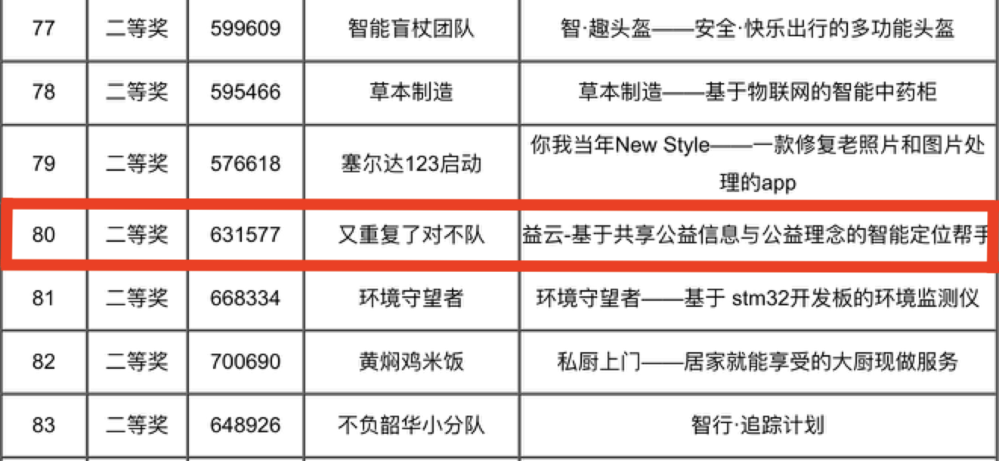 77 二等奖 599609 智能盲杖团队 智·趣头盔——安全·快乐出行的多功能头盔
78 二等奖 595466 草本制造 草本制造——基于物联网的智能中药柜
79 二等奖 576618 塞尔达123启动 你我当年New Style——一款修复老照片和图片处
理的app
80 二等奖 631577 又重复了对不队 益云-基于共享公益信息与公益理念的智能定位帮手
81 二等奖 668334 环境守望者 环境守望者——基于 stm32开发板的环境监测仪
82 二等奖 700690 黄焖鸡米饭 私厨上门——居家就能享受的大厨现做服务
83 二等奖 648926 不负韶华小分队 智行·追踪计划